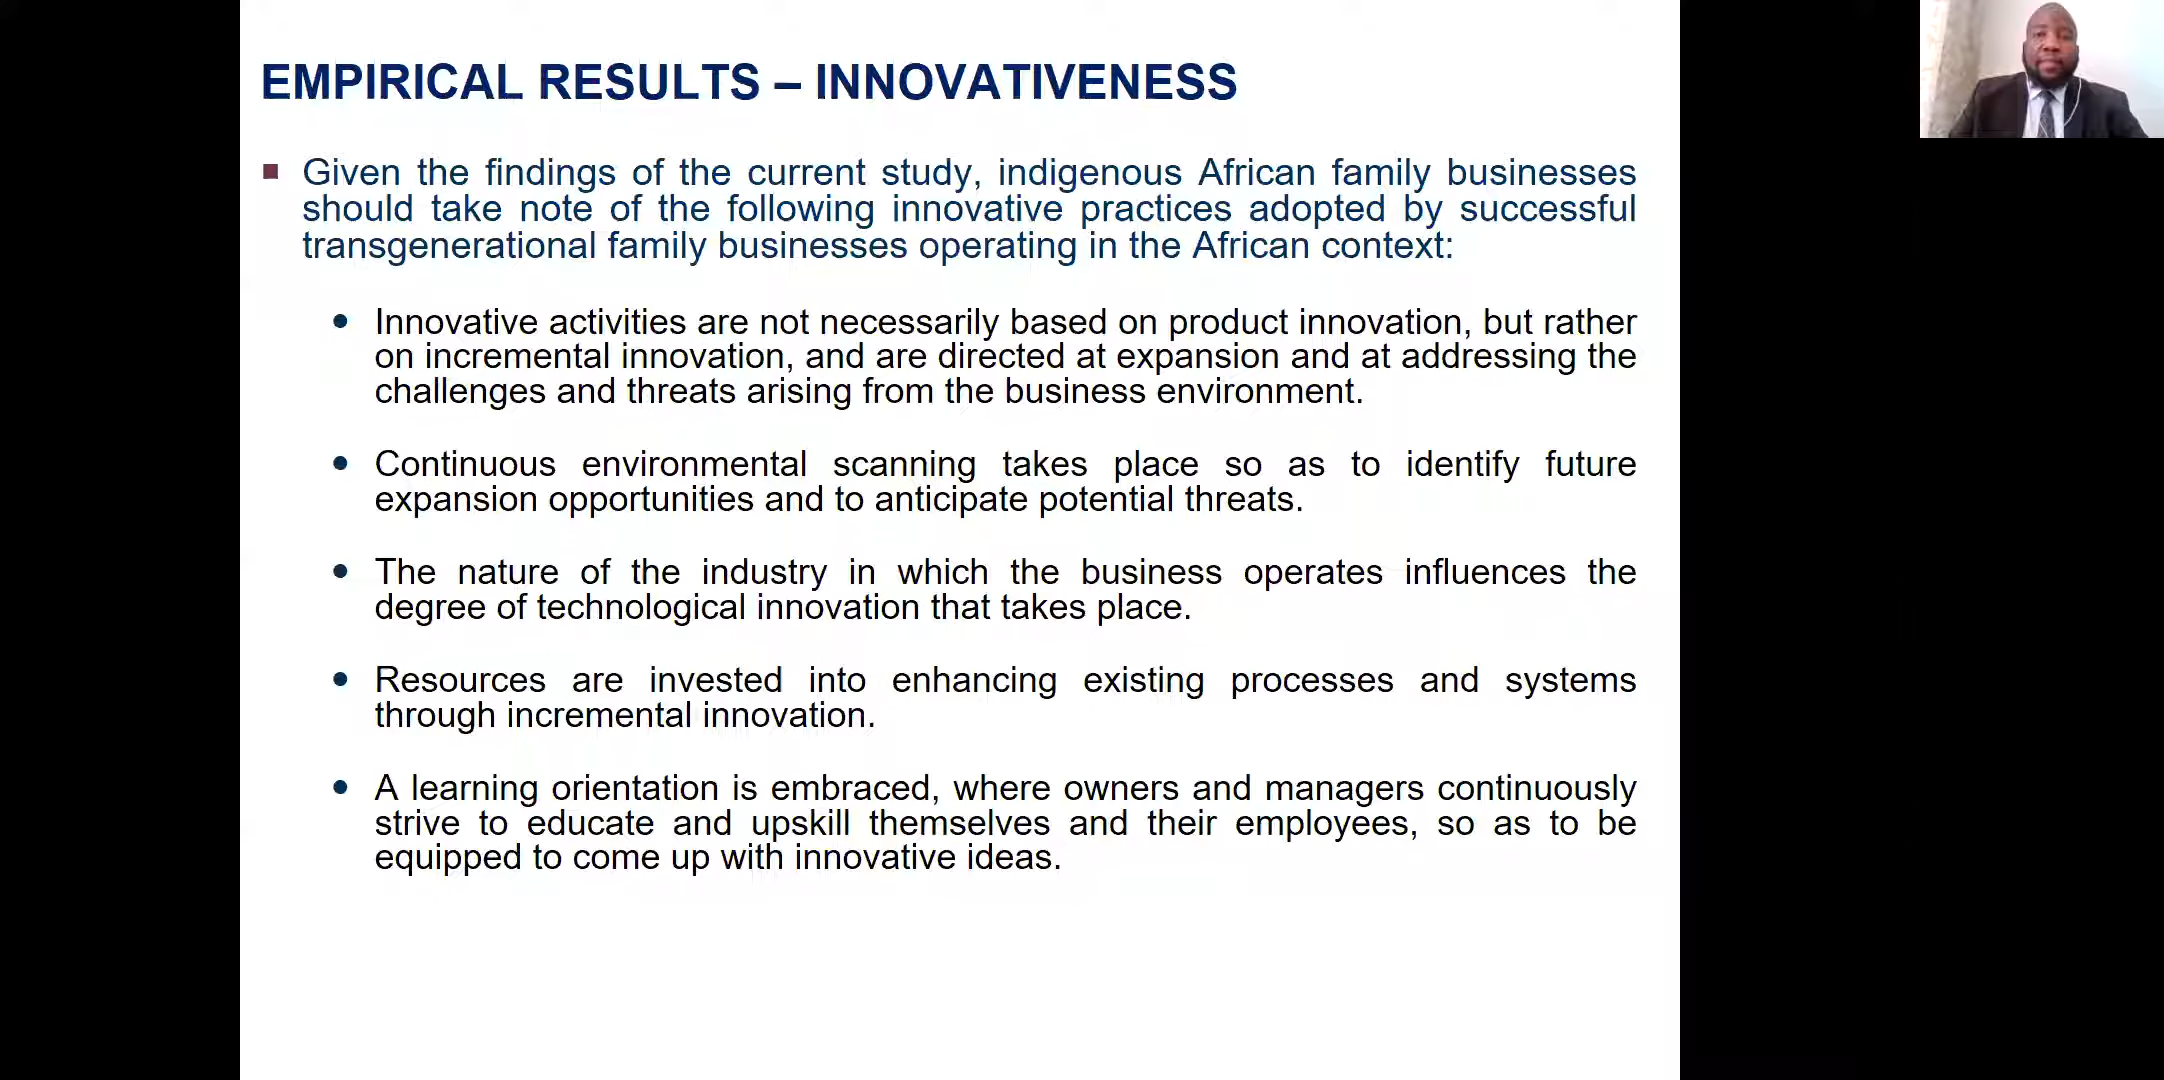 EMPIRICAL RESULTS – INNOVATIVENESS
Given the findings of the current study, indigenous African family businesses
should take note of the following innovative practices adopted by successful
transgenerational family businesses operating in the African context:
Innovative activities are not necessarily based on product innovation, but rather
on incremental innovation, and are directed at expansion and at addressing the
challenges and threats arising from the business environment.
Continuous environmental scanning takes place so as to identify future
expansion opportunities and to anticipate potential threats.
The nature of the industry in which the business operates influences the
degree of technological innovation that takes place.
Resources are invested into enhancing existing processes and systems
through incremental innovation.
A learning orientation is embraced, where owners and managers continuously
strive to educate and upskill themselves and their employees, so as to be
equipped to come up with innovative ideas.